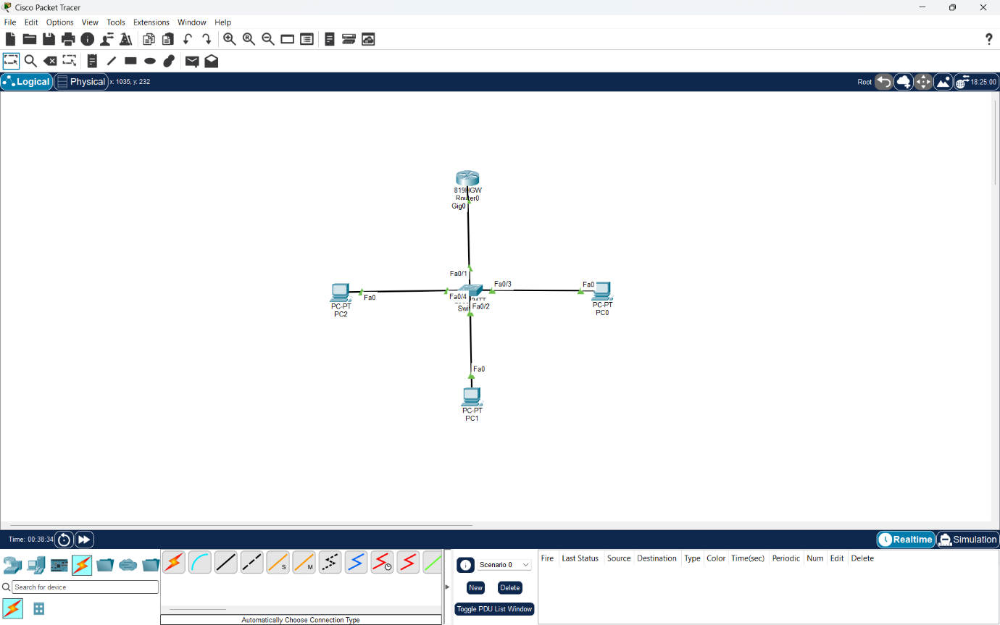 Cisco Packet Tracer
File Edit Options View Tools Extensions Window Help
?
Logical Physical x: 1035, y: 232 Root 18:25:00
819HGW
Router0
Gig0
Fa0/1
Fa0/3
Fa0
Fa0
Fa0/4
Fa0/2
PC-PT
PC2
PC-PT
PC0
Fa0
PC-PT
PC1
Time: 00:38:34 Realtime Simulation
S M
Scenario 0
Fire Last Status Source Destination Type Color Time(sec) Periodic Num Edit Delete
Search for device
New Delete
Toggle PDU List Window
Automatically Choose Connection Type